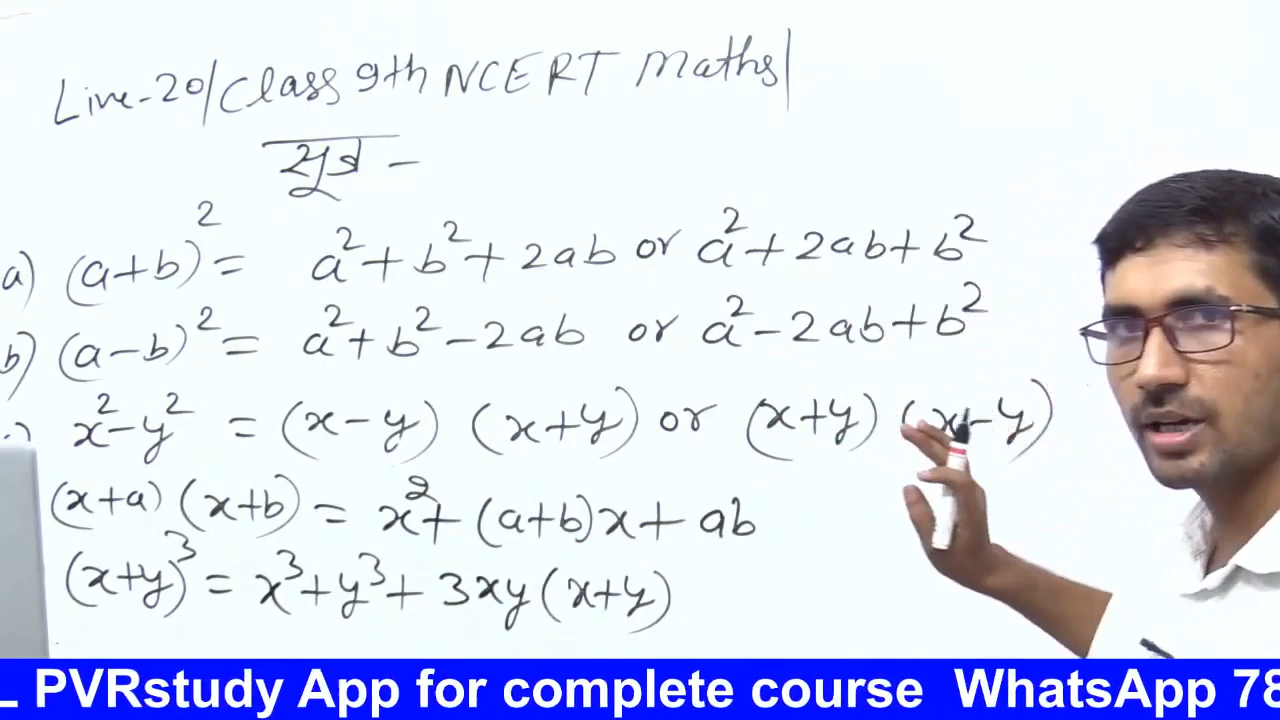 Live-20/Class 9th NCERT Maths|
सूत्र -
a) (a+b)² = a²+b²+2ab or a²+2ab+b²
b) (a-b)² = a²+b²-2ab or a²-2ab+b²
x²-y² = (x-y) (x+y) or (x+y) (x-y)
(x+a) (x+b) = x²+(a+b)x+ab
(x+y)³ = x³+y³+3xy(x+y)
L PVRstudy App for complete course WhatsApp 78